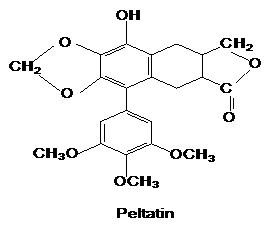 OH
O CH2
CH2 O
O C
O
CH3O OCH3
OCH3
Peltatin